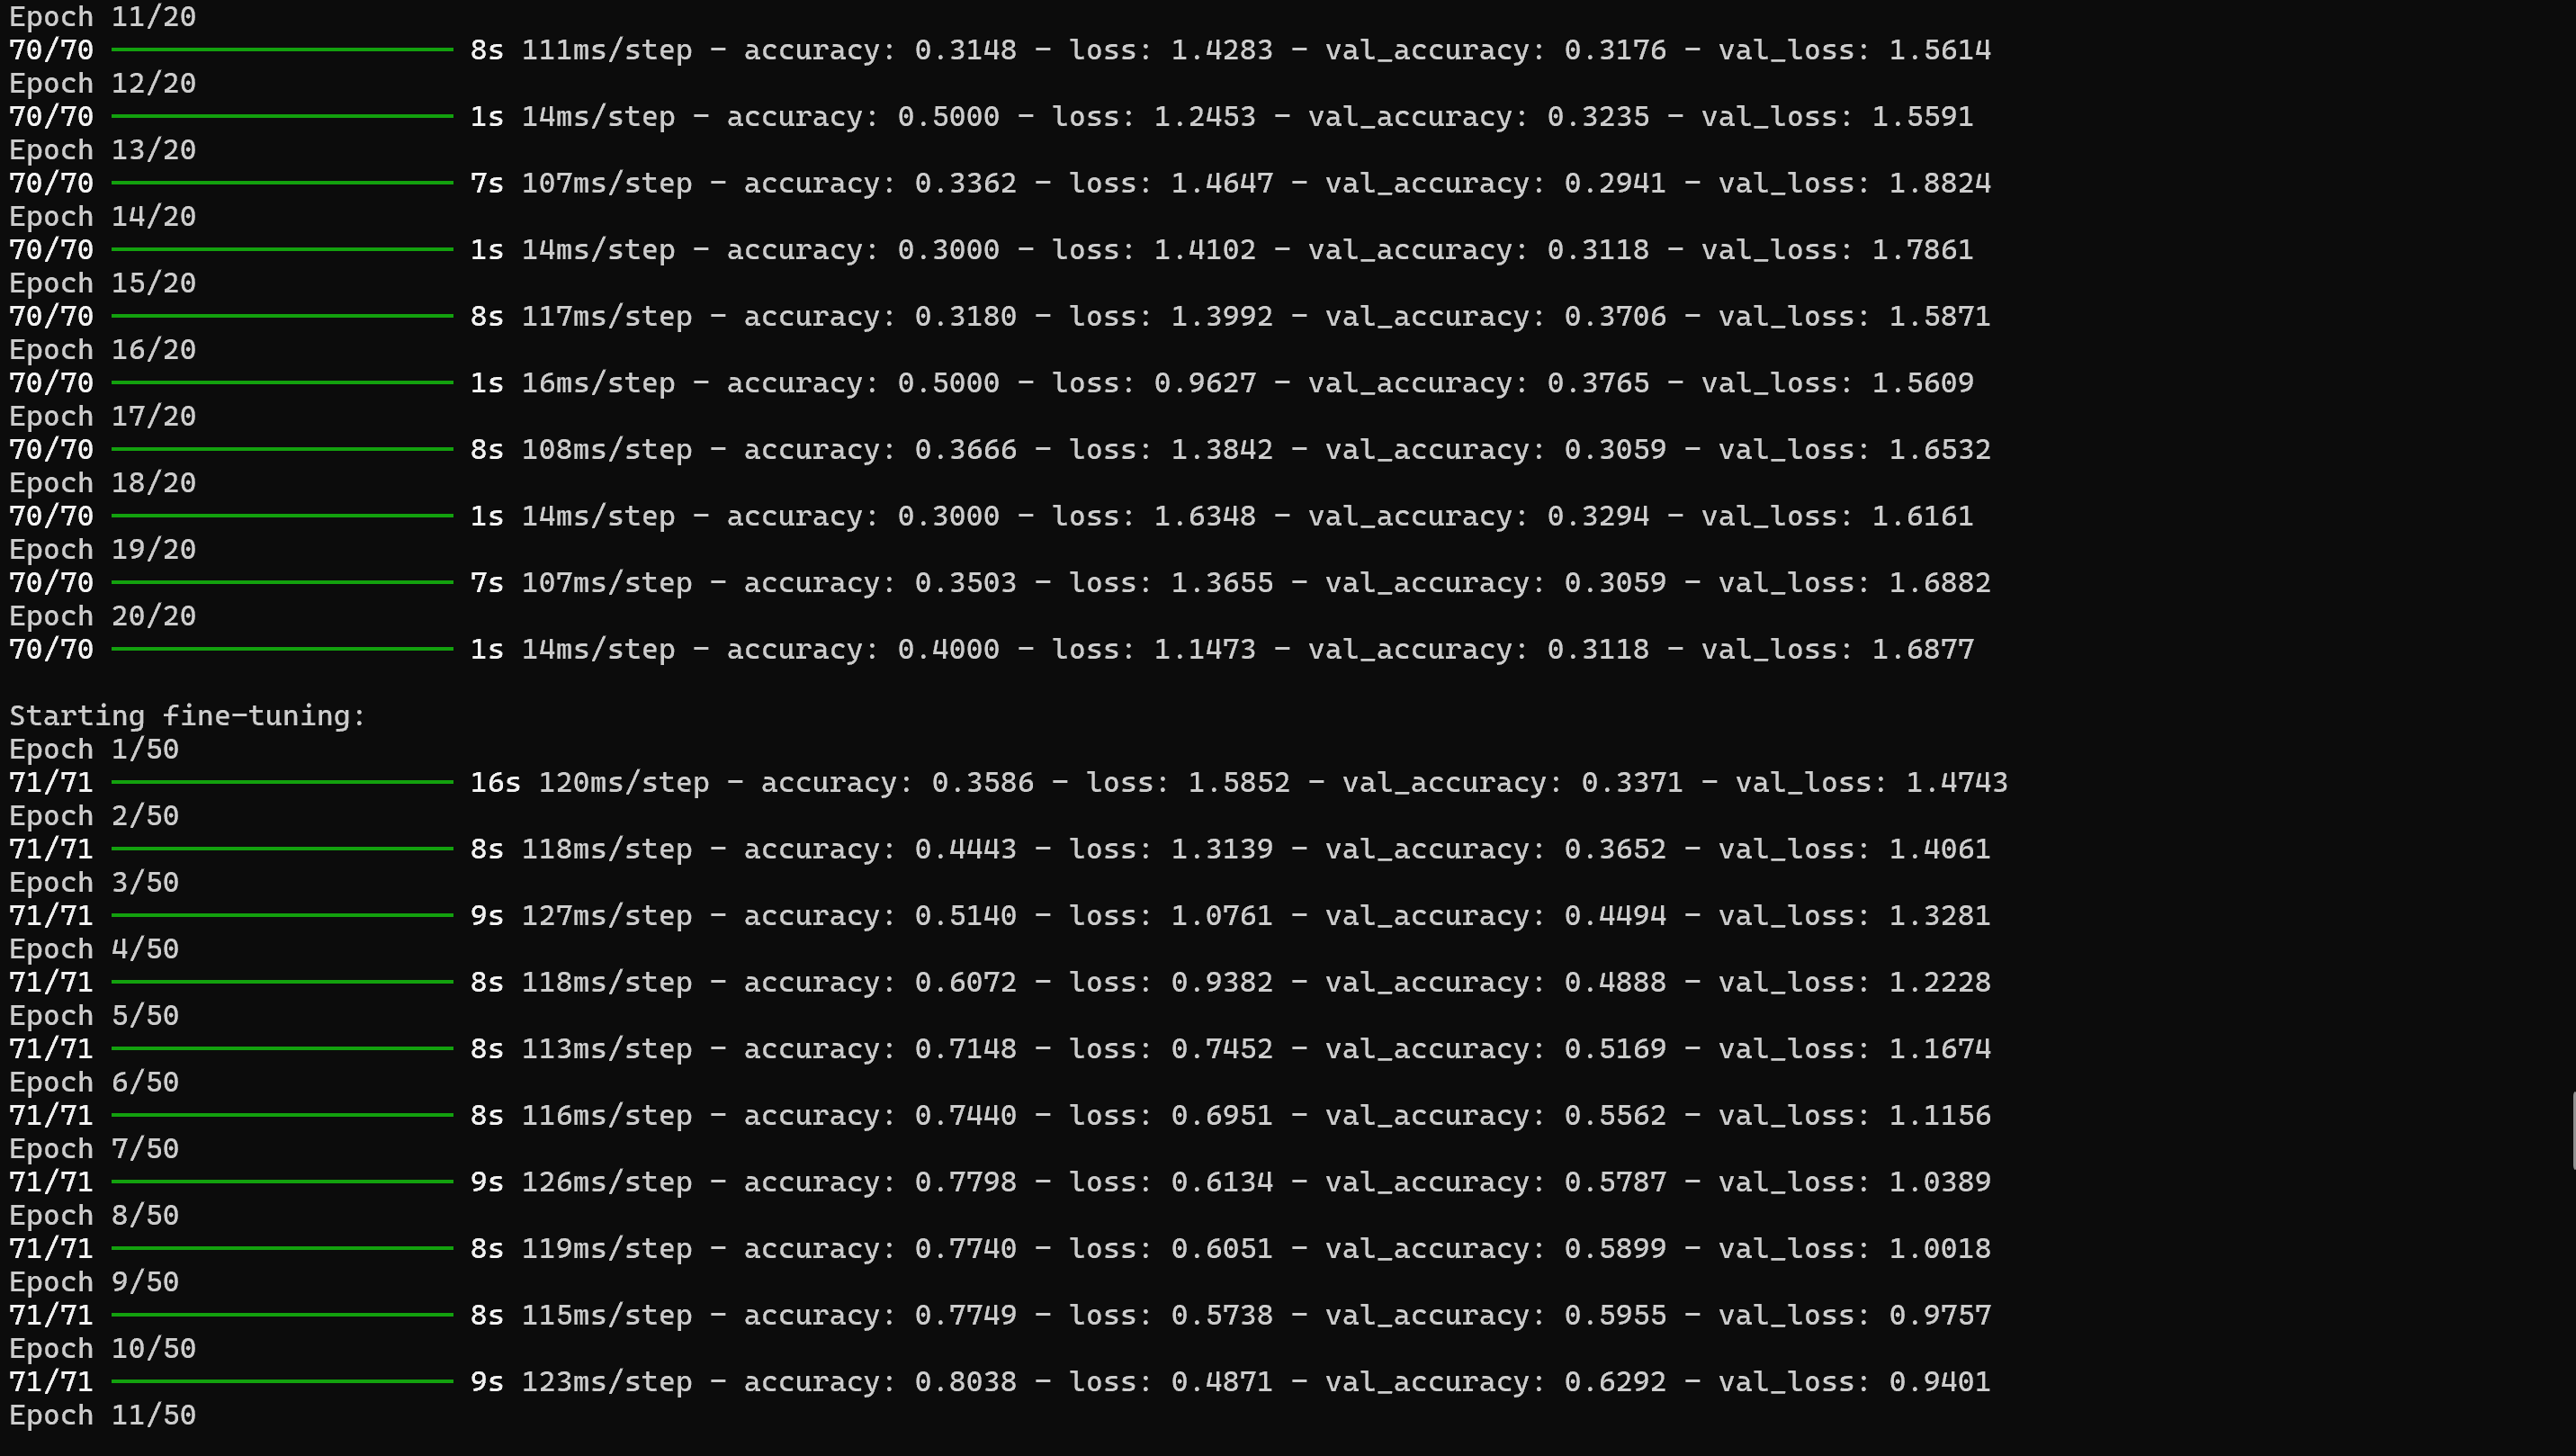 Epoch 11/20
70/70 ━━━━━━━━━━━━━━━━━━━━ 8s 111ms/step - accuracy: 0.3148 - loss: 1.4283 - val_accuracy: 0.3176 - val_loss: 1.5614
Epoch 12/20
70/70 ━━━━━━━━━━━━━━━━━━━━ 1s 14ms/step - accuracy: 0.5000 - loss: 1.2453 - val_accuracy: 0.3235 - val_loss: 1.5591
Epoch 13/20
70/70 ━━━━━━━━━━━━━━━━━━━━ 7s 107ms/step - accuracy: 0.3362 - loss: 1.4647 - val_accuracy: 0.2941 - val_loss: 1.8824
Epoch 14/20
70/70 ━━━━━━━━━━━━━━━━━━━━ 1s 14ms/step - accuracy: 0.3000 - loss: 1.4102 - val_accuracy: 0.3118 - val_loss: 1.7861
Epoch 15/20
70/70 ━━━━━━━━━━━━━━━━━━━━ 8s 117ms/step - accuracy: 0.3180 - loss: 1.3992 - val_accuracy: 0.3706 - val_loss: 1.5871
Epoch 16/20
70/70 ━━━━━━━━━━━━━━━━━━━━ 1s 16ms/step - accuracy: 0.5000 - loss: 0.9627 - val_accuracy: 0.3765 - val_loss: 1.5609
Epoch 17/20
70/70 ━━━━━━━━━━━━━━━━━━━━ 8s 108ms/step - accuracy: 0.3666 - loss: 1.3842 - val_accuracy: 0.3059 - val_loss: 1.6532
Epoch 18/20
70/70 ━━━━━━━━━━━━━━━━━━━━ 1s 14ms/step - accuracy: 0.3000 - loss: 1.6348 - val_accuracy: 0.3294 - val_loss: 1.6161
Epoch 19/20
70/70 ━━━━━━━━━━━━━━━━━━━━ 7s 107ms/step - accuracy: 0.3503 - loss: 1.3655 - val_accuracy: 0.3059 - val_loss: 1.6882
Epoch 20/20
70/70 ━━━━━━━━━━━━━━━━━━━━ 1s 14ms/step - accuracy: 0.4000 - loss: 1.1473 - val_accuracy: 0.3118 - val_loss: 1.6877
Starting fine-tuning:
Epoch 1/50
71/71 ━━━━━━━━━━━━━━━━━━━━ 16s 120ms/step - accuracy: 0.3586 - loss: 1.5852 - val_accuracy: 0.3371 - val_loss: 1.4743
Epoch 2/50
71/71 ━━━━━━━━━━━━━━━━━━━━ 8s 118ms/step - accuracy: 0.4443 - loss: 1.3139 - val_accuracy: 0.3652 - val_loss: 1.4061
Epoch 3/50
71/71 ━━━━━━━━━━━━━━━━━━━━ 9s 127ms/step - accuracy: 0.5140 - loss: 1.0761 - val_accuracy: 0.4494 - val_loss: 1.3281
Epoch 4/50
71/71 ━━━━━━━━━━━━━━━━━━━━ 8s 118ms/step - accuracy: 0.6072 - loss: 0.9382 - val_accuracy: 0.4888 - val_loss: 1.2228
Epoch 5/50
71/71 ━━━━━━━━━━━━━━━━━━━━ 8s 113ms/step - accuracy: 0.7148 - loss: 0.7452 - val_accuracy: 0.5169 - val_loss: 1.1674
Epoch 6/50
71/71 ━━━━━━━━━━━━━━━━━━━━ 8s 116ms/step - accuracy: 0.7440 - loss: 0.6951 - val_accuracy: 0.5562 - val_loss: 1.1156
Epoch 7/50
71/71 ━━━━━━━━━━━━━━━━━━━━ 9s 126ms/step - accuracy: 0.7798 - loss: 0.6134 - val_accuracy: 0.5787 - val_loss: 1.0389
Epoch 8/50
71/71 ━━━━━━━━━━━━━━━━━━━━ 8s 119ms/step - accuracy: 0.7740 - loss: 0.6051 - val_accuracy: 0.5899 - val_loss: 1.0018
Epoch 9/50
71/71 ━━━━━━━━━━━━━━━━━━━━ 8s 115ms/step - accuracy: 0.7749 - loss: 0.5738 - val_accuracy: 0.5955 - val_loss: 0.9757
Epoch 10/50
71/71 ━━━━━━━━━━━━━━━━━━━━ 9s 123ms/step - accuracy: 0.8038 - loss: 0.4871 - val_accuracy: 0.6292 - val_loss: 0.9401
Epoch 11/50